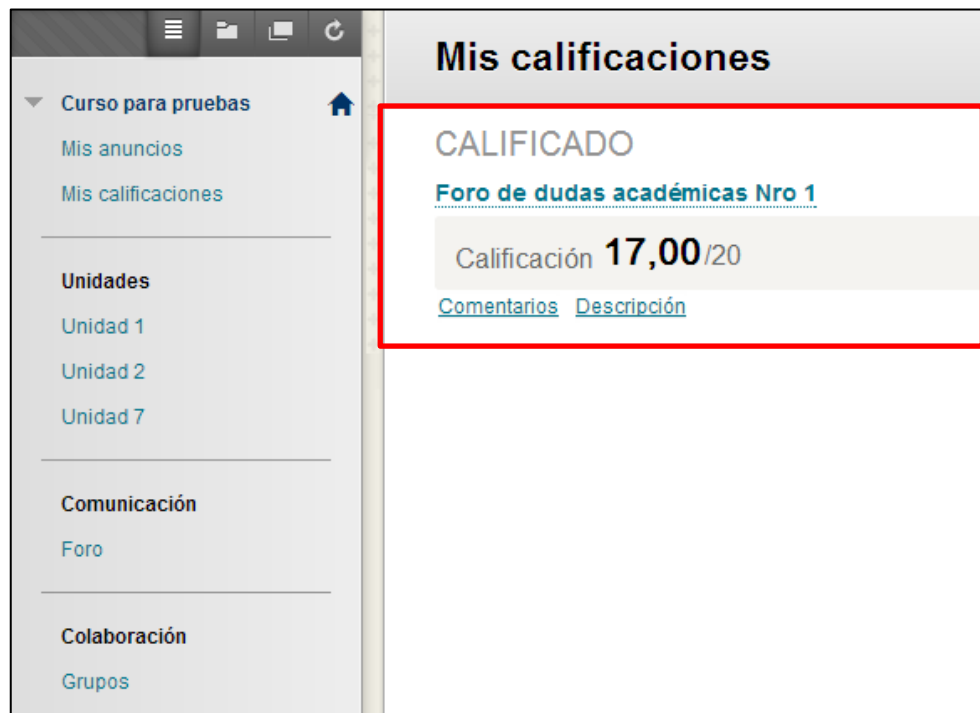 Curso para pruebas
Mis anuncios
Mis calificaciones
Unidades
Unidad 1
Unidad 2
Unidad 7
Comunicación
Foro
Colaboración
Grupos
Mis calificaciones
CALIFICADO
Foro de dudas académicas Nro 1
Calificación 17,00/20
Comentarios Descripción